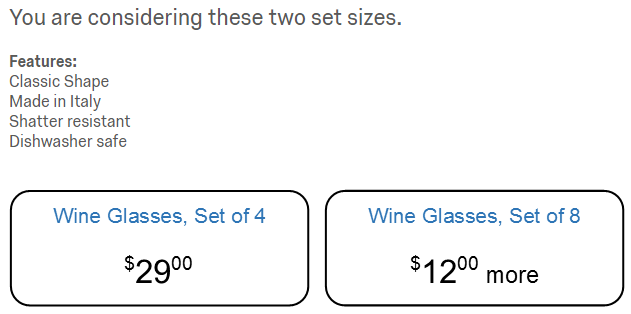 You are considering these two set sizes.
Features:
Classic Shape
Made in Italy
Shatter resistant
Dishwasher safe
Wine Glasses, Set of 4
$2900
Wine Glasses, Set of 8
$1200 more